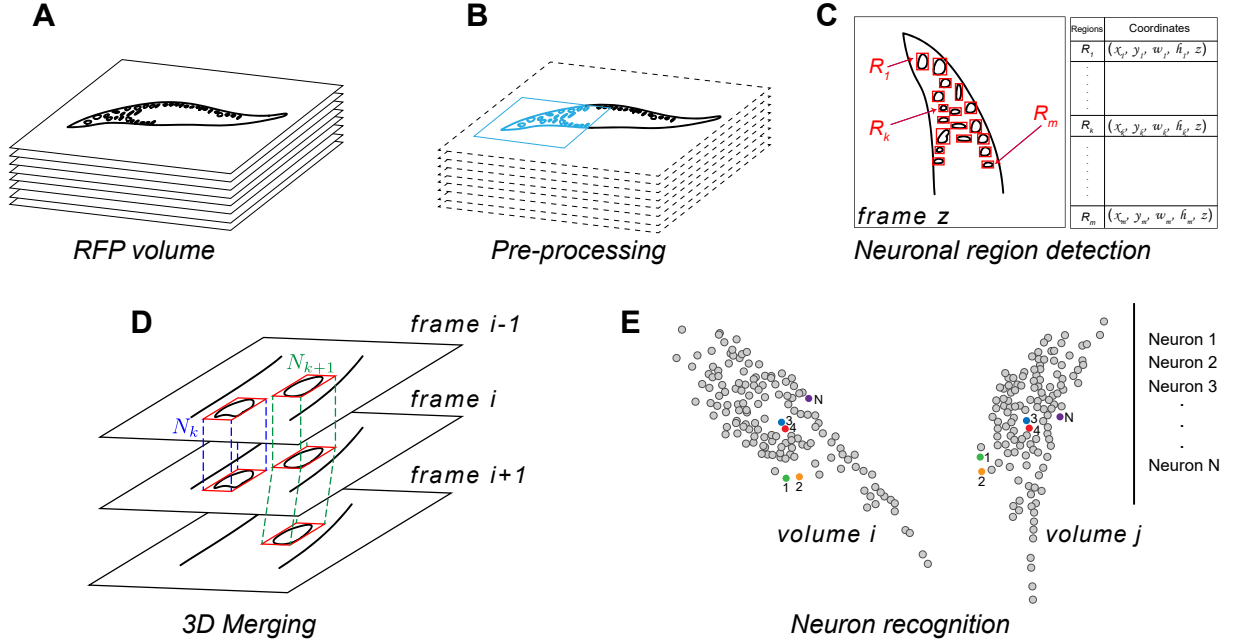 A
RFP volume
B
Pre-processing
C
R1
Rk
Rm
frame z
Regions Coordinates
R1 (x1, y1, w1, h1, z)
Rk (xk, yk, wk, hk, z)
Rm (xm, ym, wm, hm, z)
Neuronal region detection
D
frame i-1
Nk+1
frame i
Nk
frame i+1
3D Merging
E
N
3
4
1
2
volume i
N
3
4
1
2
volume j
Neuron 1
Neuron 2
Neuron 3
.
.
.
Neuron N
Neuron recognition